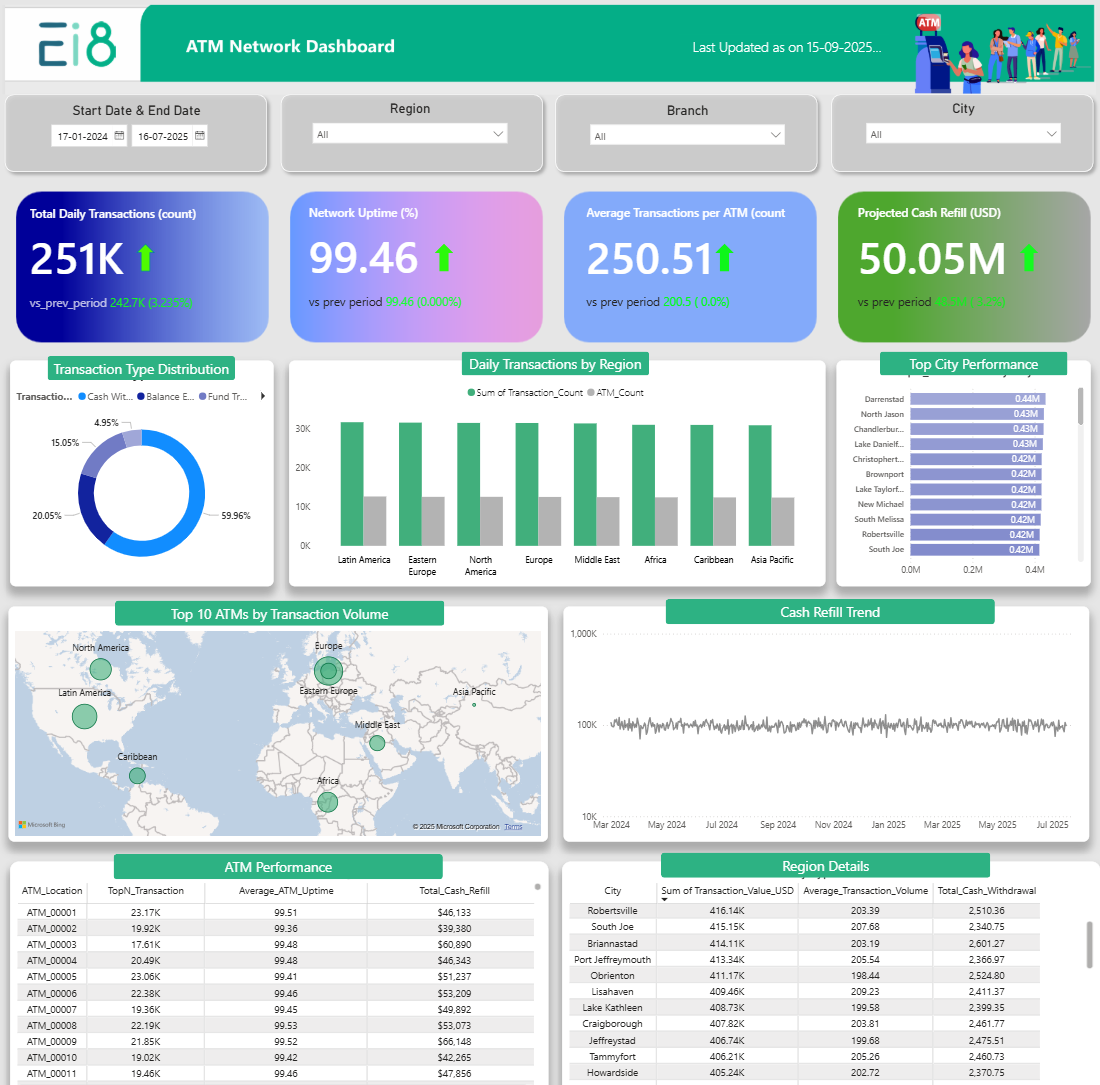 Ei8
ATM Network Dashboard
Last Updated as on 15-09-2025...
ATM
Start Date & End Date
17-01-2024
16-07-2025
Region
All
Branch
All
City
All
Total Daily Transactions (count)
251K
vs_prev_period 242.7K (3.235%)
Network Uptime (%)
99.46
vs prev period 99.46 (0.000%)
Average Transactions per ATM (count
250.51
vs prev period 200.5 ( 0.0%)
Projected Cash Refill (USD)
50.05M
vs prev period
Transaction Type Distribution
Transactio... Cash Wit... Balance E... Fund Tr...
4.95%
15.05%
20.05%
59.96%
Daily Transactions by Region
Sum of Transaction_Count ATM_Count
30K
20K
10K
0K
Latin America
Eastern Europe
North America
Europe
Middle East
Africa
Caribbean
Asia Pacific
Top City Performance
Darrenstad 0.44M
North Jason 0.43M
Chandlerbur... 0.43M
Lake Danielf... 0.43M
Christophert... 0.42M
Brownport 0.42M
Lake Taylorf... 0.42M
New Michael 0.42M
South Melissa 0.42M
Robertsville 0.42M
South Joe 0.42M
0.0M 0.2M 0.4M
Top 10 ATMs by Transaction Volume
North America
Europe
Latin America
Eastern Europe
Asia Pacific
Middle East
Caribbean
Africa
Microsoft Bing
© 2025 Microsoft Corporation Terms
Cash Refill Trend
1,000K
100K
10K
Mar 2024 May 2024 Jul 2024 Sep 2024 Nov 2024 Jan 2025 Mar 2025 May 2025 Jul 2025
ATM Performance
ATM_Location TopN_Transaction Average_ATM_Uptime Total_Cash_Refill
ATM_00001 23.17K 99.51 $46,133
ATM_00002 19.92K 99.36 $39,380
ATM_00003 17.61K 99.48 $60,890
ATM_00004 20.49K 99.48 $46,343
ATM_00005 23.06K 99.41 $51,237
ATM_00006 22.38K 99.46 $53,209
ATM_00007 19.36K 99.45 $49,892
ATM_00008 22.19K 99.53 $53,073
ATM_00009 21.85K 99.52 $66,148
ATM_00010 19.02K 99.42 $42,265
ATM_00011 19.46K 99.46 $47,856
Region Details
City Sum of Transaction_Value_USD Average_Transaction_Volume Total_Cash_Withdrawal
Robertsville 416.14K 203.39 2,510.36
South Joe 415.15K 207.68 2,340.75
Briannastad 414.11K 203.19 2,601.27
Port Jeffreymouth 413.34K 205.54 2,366.97
Obrienton 411.17K 198.44 2,524.80
Lisahaven 409.46K 209.23 2,411.37
Lake Kathleen 408.73K 199.58 2,399.35
Craigborough 407.82K 203.81 2,461.77
Jeffreystad 406.74K 199.68 2,475.51
Tammyfort 406.21K 205.26 2,460.73
Howardside 405.24K 202.72 2,370.75